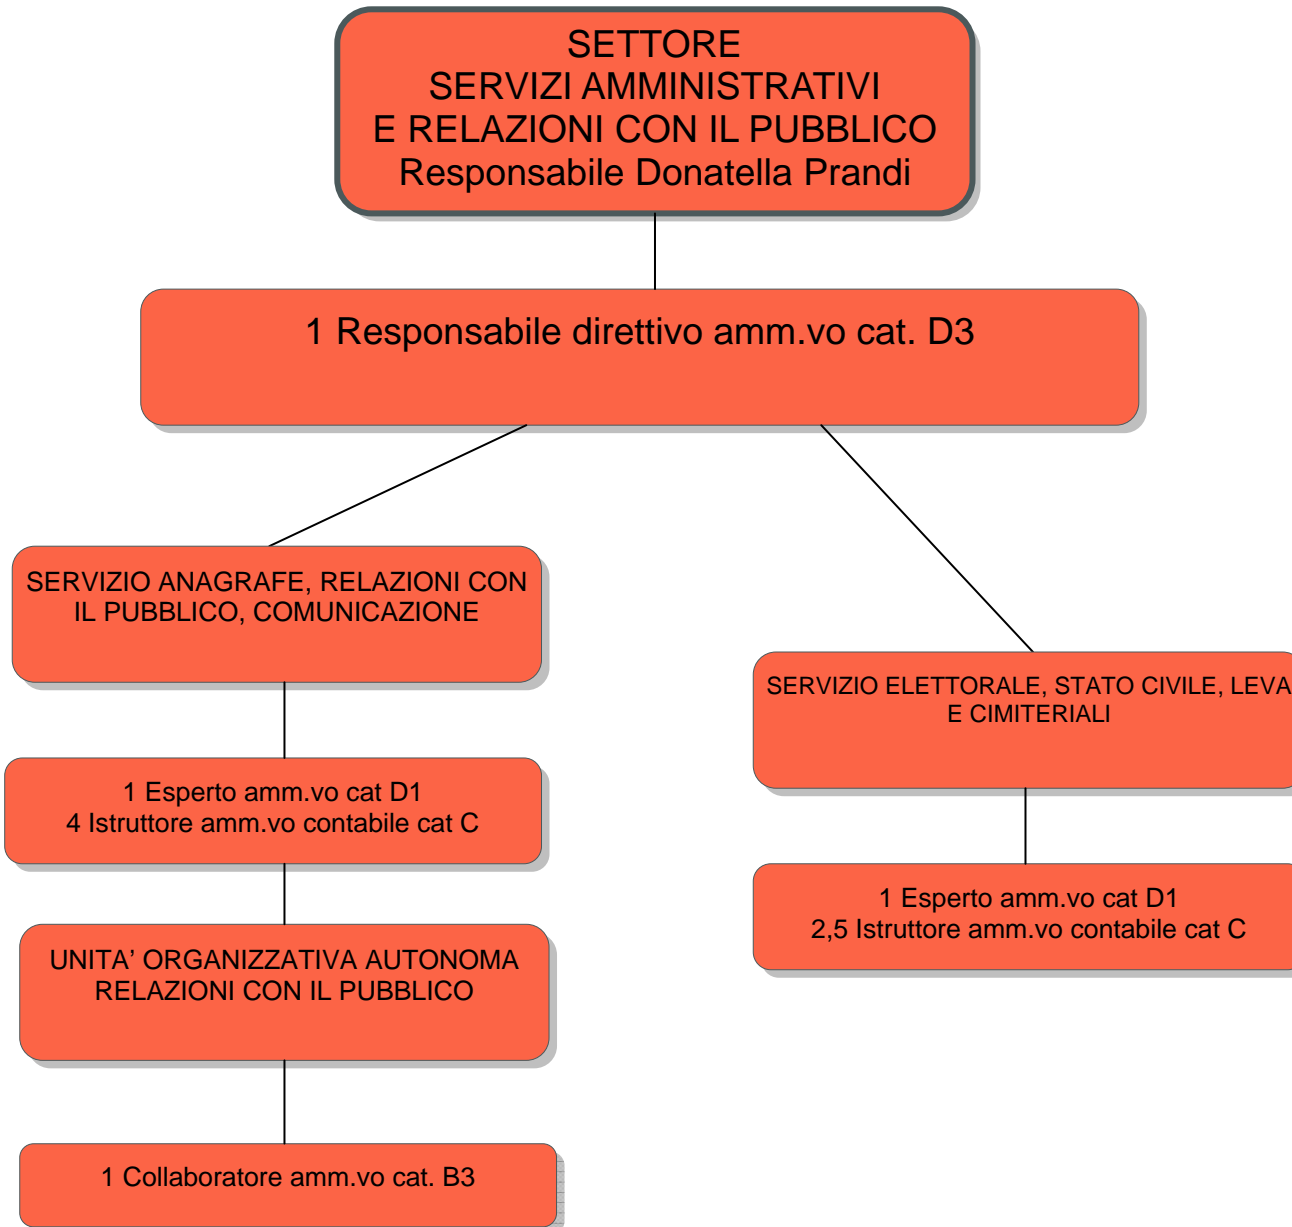 SETTORE
SERVIZI AMMINISTRATIVI
E RELAZIONI CON IL PUBBLICO
Responsabile Donatella Prandi
1 Responsabile direttivo amm.vo cat. D3
SERVIZIO ANAGRAFE, RELAZIONI CON
IL PUBBLICO, COMUNICAZIONE
1 Esperto amm.vo cat D1
4 Istruttore amm.vo contabile cat C
UNITA’ ORGANIZZATIVA AUTONOMA
RELAZIONI CON IL PUBBLICO
1 Collaboratore amm.vo cat. B3
SERVIZIO ELETTORALE, STATO CIVILE, LEVA
E CIMITERIALI
1 Esperto amm.vo cat D1
2,5 Istruttore amm.vo contabile cat C